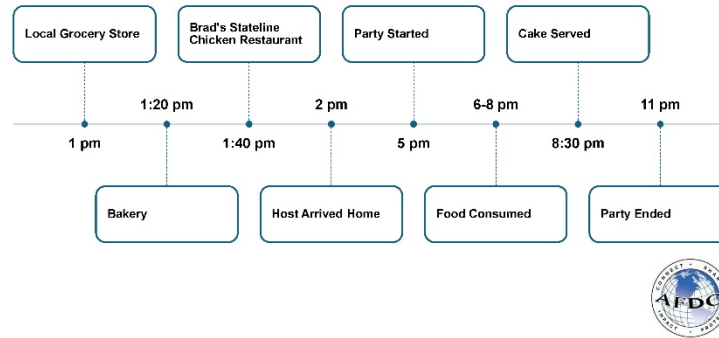 Local Grocery Store
Brad's Stateline
Chicken Restaurant
Party Started
Cake Served
1:20 pm
2 pm
6-8 pm
11 pm
1 pm
1:40 pm
5 pm
8:30 pm
Bakery
Host Arrived Home
Food Consumed
Party Ended
CONNECT
AFDO
IMPACT